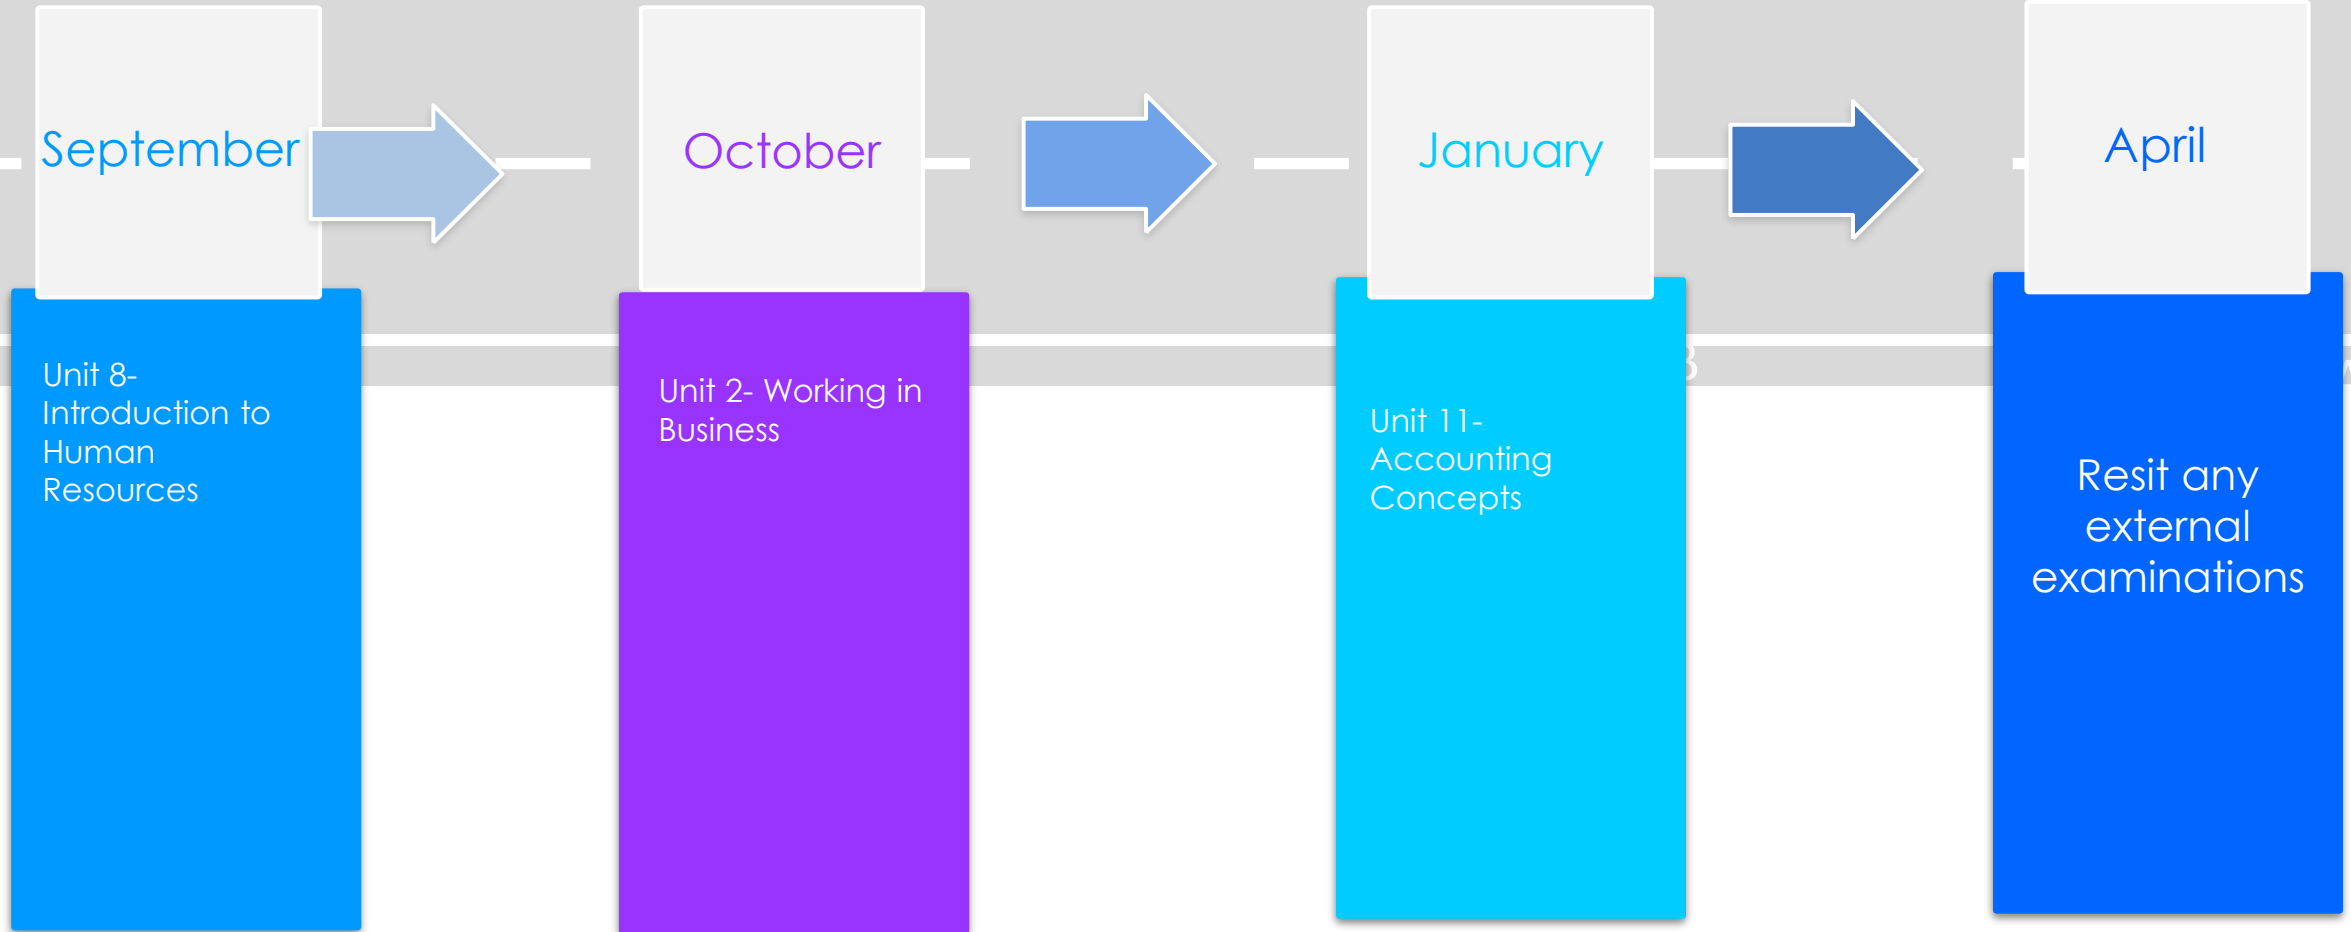 September
October
January
April
Unit 8-
Introduction to
Human
Resources
Unit 2- Working in
Business
Unit 11-
Accounting
Concepts
Resit any
external
examinations